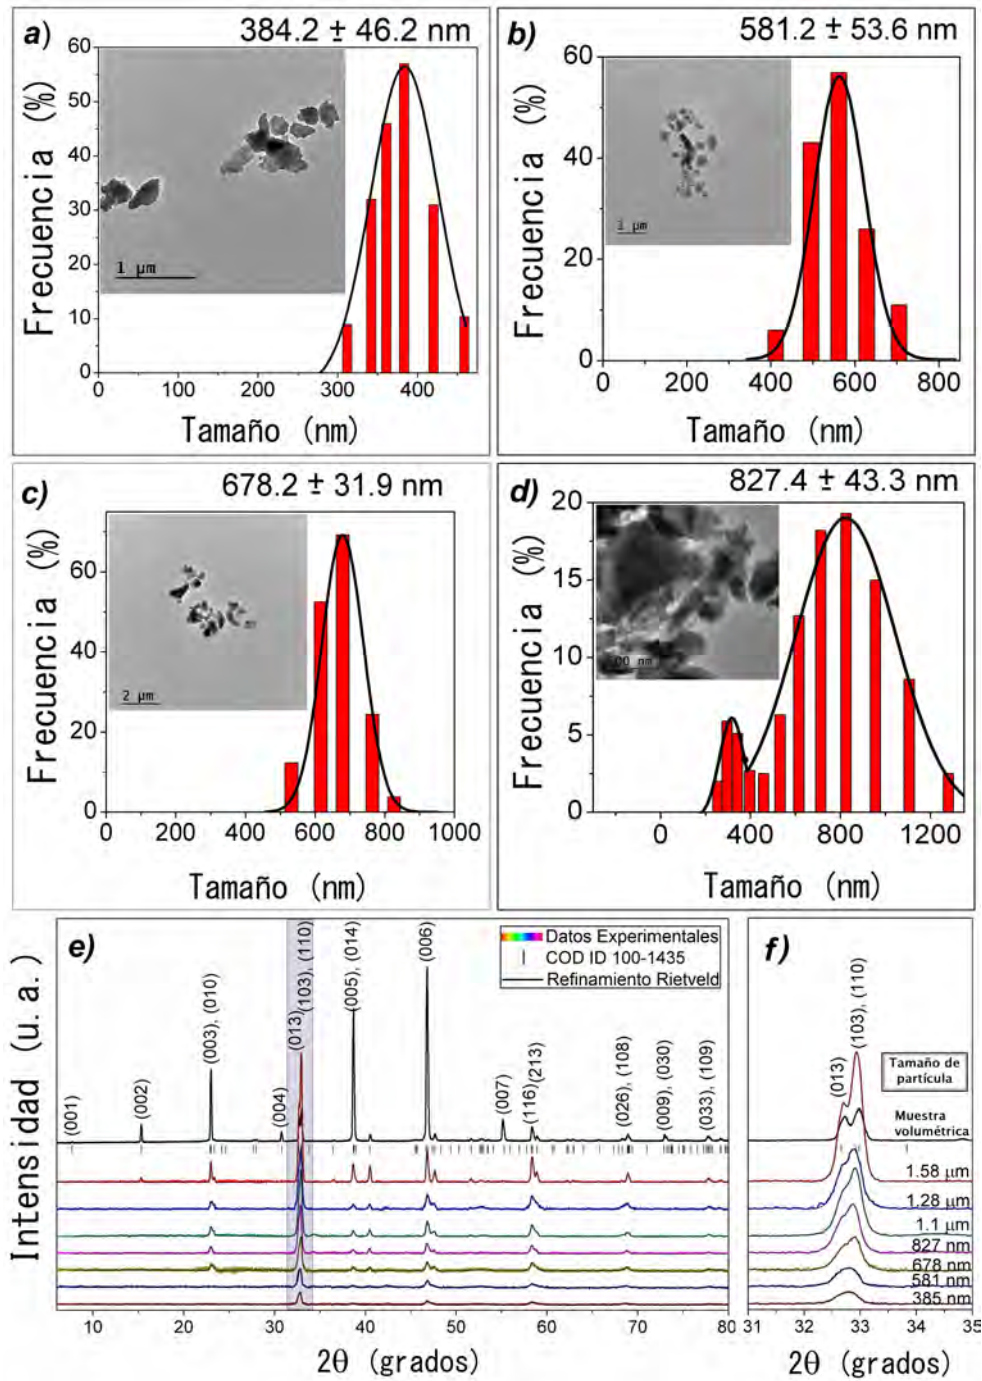 a)
384.2 ± 46.2 nm
Frecuencia (%)
60
50
40
30
20
10
0
1 µm
0 100 200 300 400
Tamaño (nm)
b)
581.2 ± 53.6 nm
Frecuencia (%)
60
40
20
0
0 200 400 600 800
Tamaño (nm)
c)
678.2 ± 31.9 nm
Frecuencia (%)
60
40
20
0
2 µm
0 200 400 600 800 1000
Tamaño (nm)
d)
827.4 ± 43.3 nm
Frecuencia (%)
20
15
10
5
0
00 nm
0 400 800 1200
Tamaño (nm)
e)
Intensidad (u. a.)
Datos Experimentales
COD ID 100-1435
Refinamiento Rietveld
(001)
(002)
(003), (010)
(004)
(013)
(103), (110)
(005), (014)
(006)
(007)
(116)
(213)
(026), (108)
(009), (030)
(033), (109)
10 20 30 40 50 60 70 80
2θ (grados)
f)
(013)
(103), (110)
Tamaño de
partícula
Muestra
volumétrica
1.58 µm
1.28 µm
1.1 µm
827 nm
678 nm
581 nm
385 nm
31 32 33 34 35
2θ (grados)